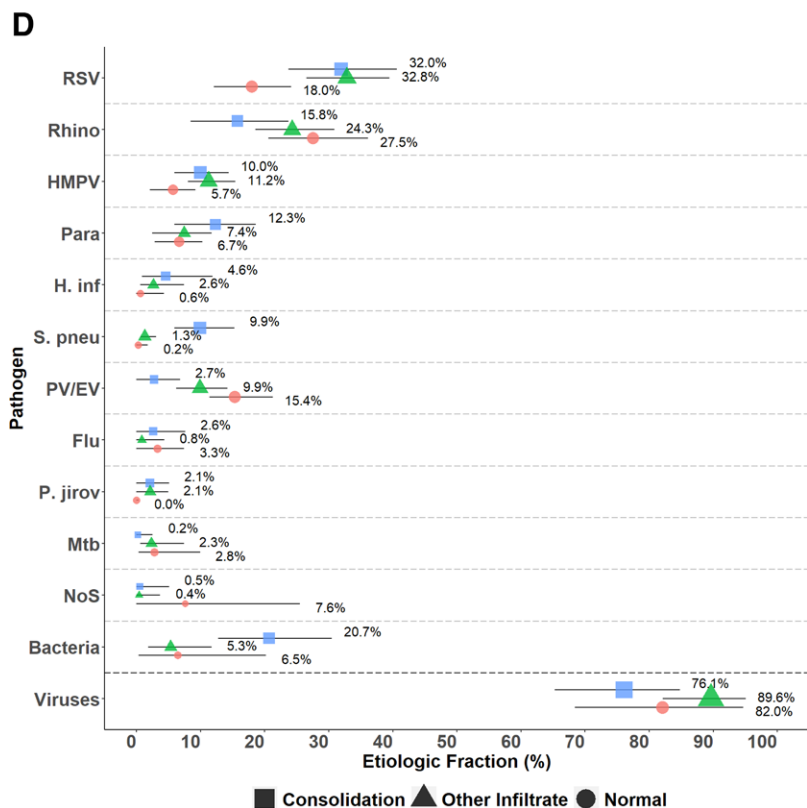 D
RSV
32.0%
32.8%
18.0%
Rhino
15.8%
24.3%
27.5%
HMPV
10.0%
11.2%
5.7%
Para
12.3%
7.4%
6.7%
H. inf
4.6%
2.6%
0.6%
S. pneu
9.9%
1.3%
0.2%
PV/EV
2.7%
9.9%
15.4%
Flu
2.6%
0.8%
3.3%
P. jirov
2.1%
2.1%
0.0%
Mtb
0.2%
2.3%
2.8%
NoS
0.5%
0.4%
7.6%
Bacteria
20.7%
5.3%
6.5%
Viruses
76.1%
89.6%
82.0%
Pathogen
0 10 20 30 40 50 60 70 80 90 100
Etiologic Fraction (%)
Consolidation Other Infiltrate Normal